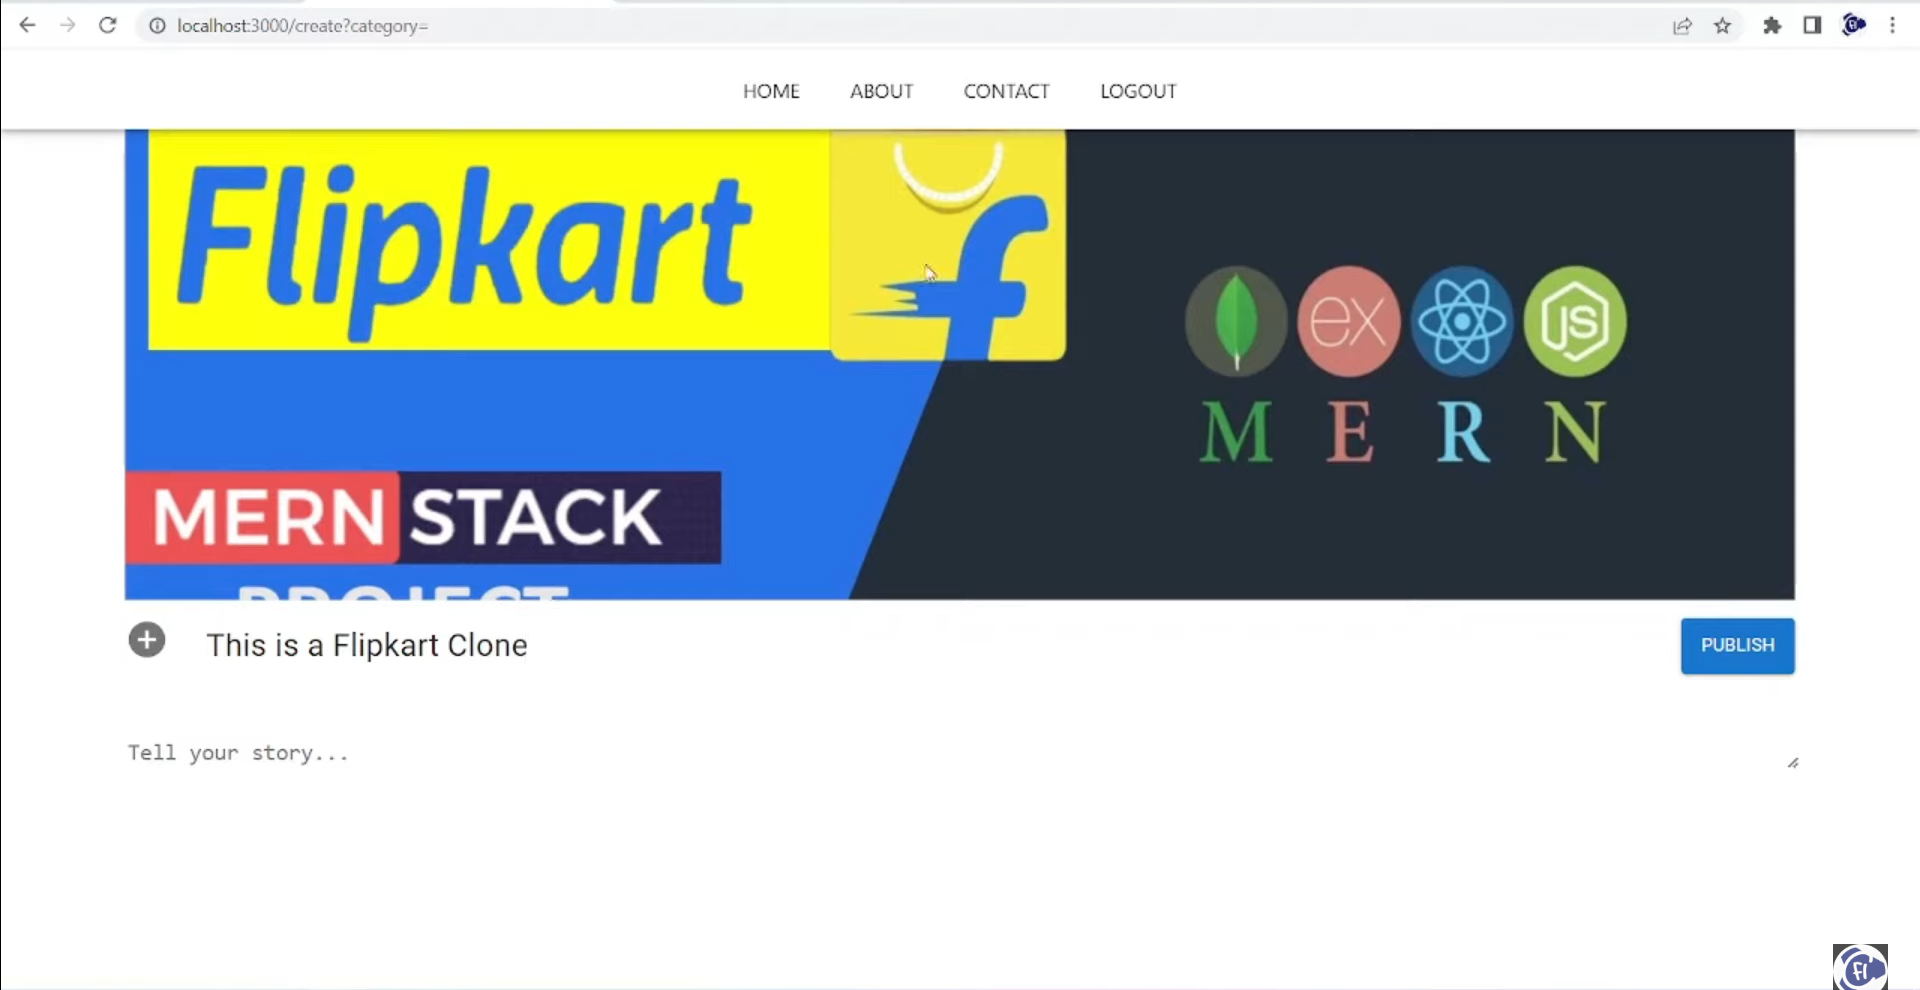 localhost:3000/create?category=
HOME ABOUT CONTACT LOGOUT
Flipkart
f
ex
JS
M E R N
MERN STACK
PROJECT
This is a Flipkart Clone
PUBLISH
Tell your story...